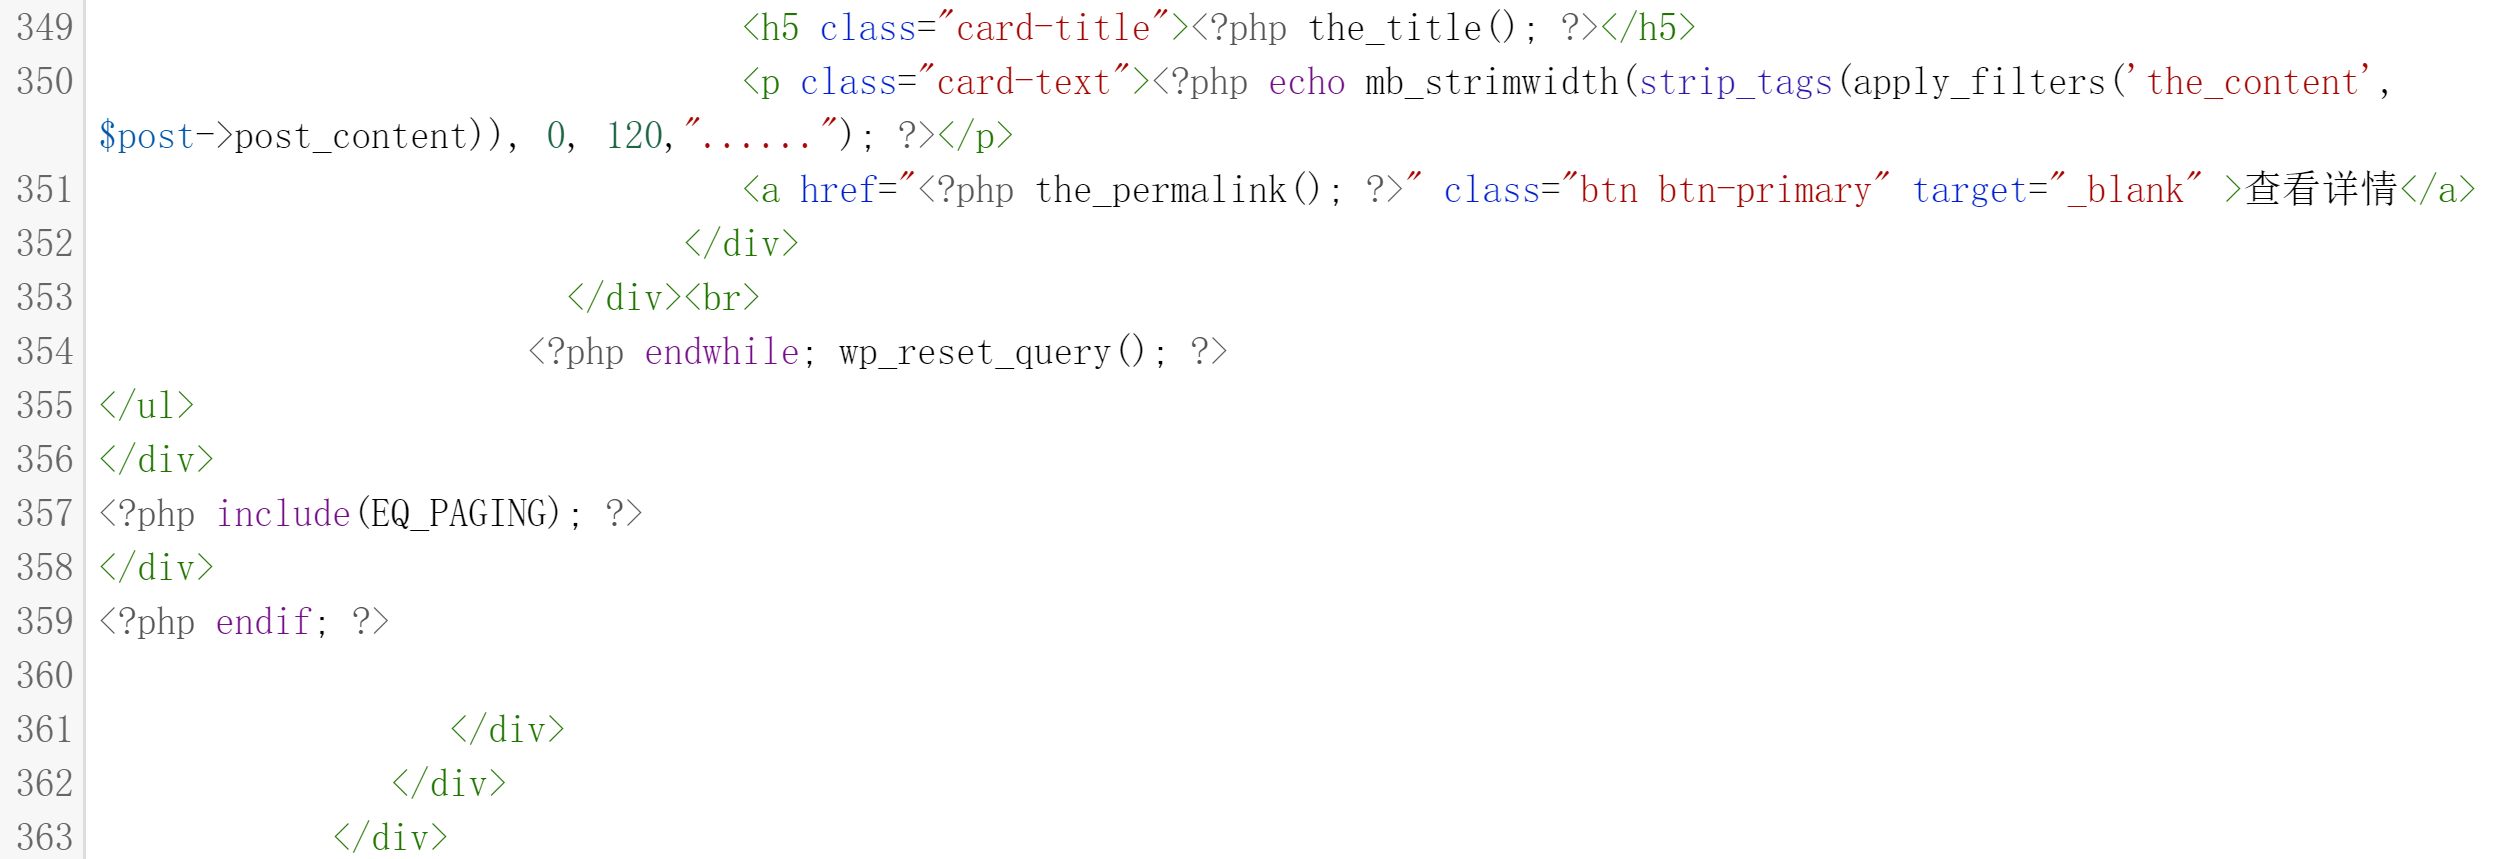 349 <h5 class="card-title"><?php the_title(); ?></h5>
350 <p class="card-text"><?php echo mb_strimwidth(strip_tags(apply_filters('the_content',
$post->post_content)), 0, 120,"......"); ?></p>
351 <a href="<?php the_permalink(); ?>" class="btn btn-primary" target="_blank" >查看详情</a>
352 </div>
353 </div><br>
354 <?php endwhile; wp_reset_query(); ?>
355 </ul>
356 </div>
357 <?php include(EQ_PAGING); ?>
358 </div>
359 <?php endif; ?>
360
361 </div>
362 </div>
363 </div>